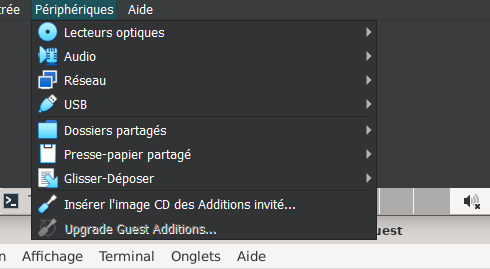 trée Périphériques Aide
Lecteurs optiques
Audio
Réseau
USB
Dossiers partagés
Presse-papier partagé
Glisser-Déposer
Insérer l'image CD des Additions invité...
Upgrade Guest Additions...
uest
n Affichage Terminal Onglets Aide